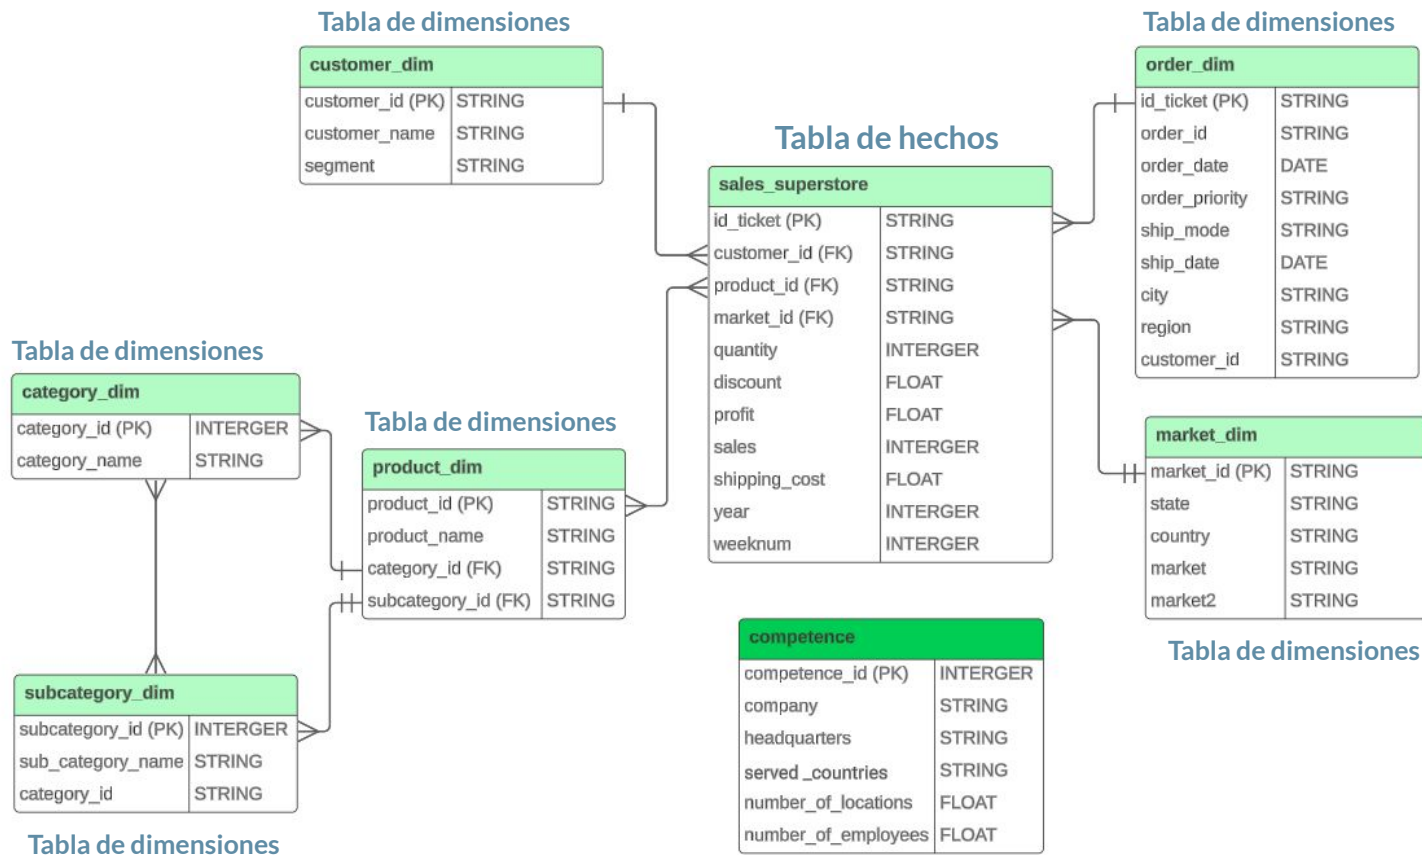 Tabla de dimensiones
customer_dim
customer_id (PK) STRING
customer_name STRING
segment STRING
Tabla de hechos
sales_superstore
id_ticket (PK) STRING
customer_id (FK) STRING
product_id (FK) STRING
market_id (FK) STRING
quantity INTERGER
discount FLOAT
profit FLOAT
sales INTERGER
shipping_cost FLOAT
year INTERGER
weeknum INTERGER
Tabla de dimensiones
order_dim
id_ticket (PK) STRING
order_id STRING
order_date DATE
order_priority STRING
ship_mode STRING
ship_date DATE
city STRING
region STRING
customer_id STRING
Tabla de dimensiones
category_dim
category_id (PK) INTERGER
category_name STRING
Tabla de dimensiones
product_dim
product_id (PK) STRING
product_name STRING
category_id (FK) STRING
subcategory_id (FK) STRING
market_dim
market_id (PK) STRING
state STRING
country STRING
market STRING
market2 STRING
Tabla de dimensiones
subcategory_dim
subcategory_id (PK) INTERGER
sub_category_name STRING
category_id STRING
Tabla de dimensiones
competence
competence_id (PK) INTERGER
company STRING
headquarters STRING
served _countries STRING
number_of_locations FLOAT
number_of_employees FLOAT